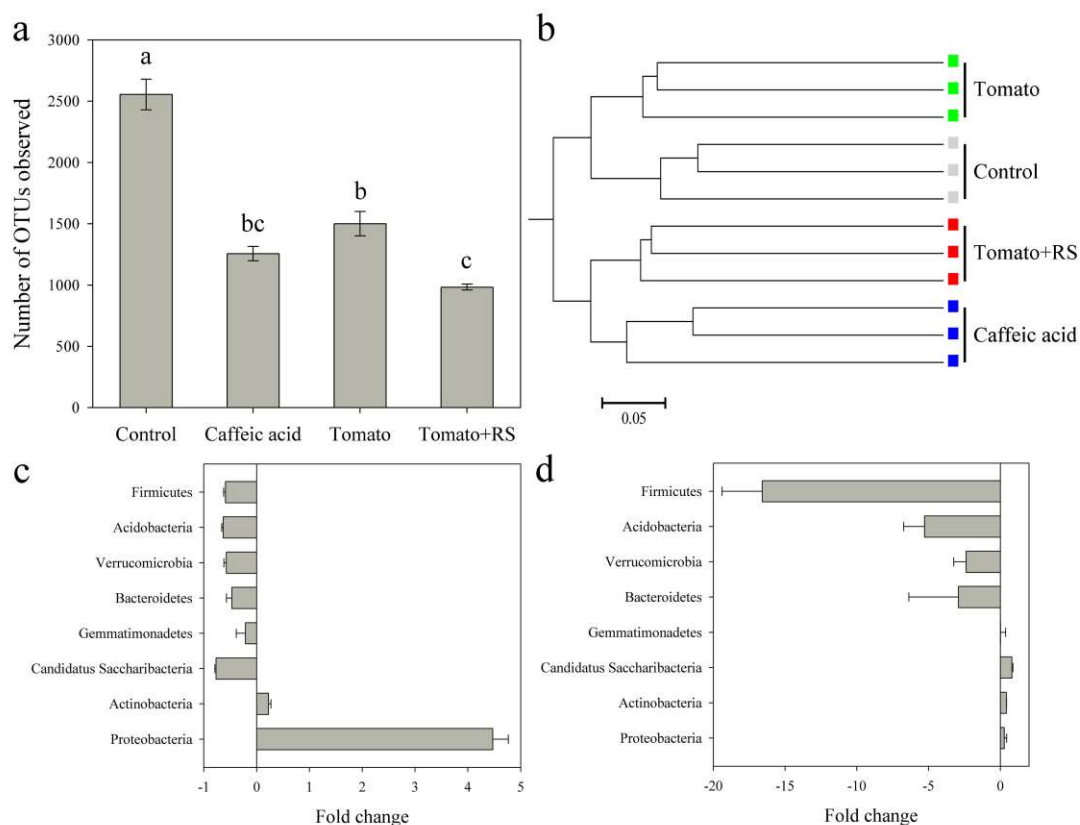 a
Number of OTUs observed
3000
2500
2000
1500
1000
500
0
a
bc
b
c
Control
Caffeic acid
Tomato
Tomato+RS
b
Tomato
Control
Tomato+RS
Caffeic acid
0.05
c
Firmicutes
Acidobacteria
Verrucomicrobia
Bacteroidetes
Gemmatimonadetes
Candidatus Saccharibacteria
Actinobacteria
Proteobacteria
-1 0 1 2 3 4 5
Fold change
d
Firmicutes
Acidobacteria
Verrucomicrobia
Bacteroidetes
Gemmatimonadetes
Candidatus Saccharibacteria
Actinobacteria
Proteobacteria
-20 -15 -10 -5 0
Fold change